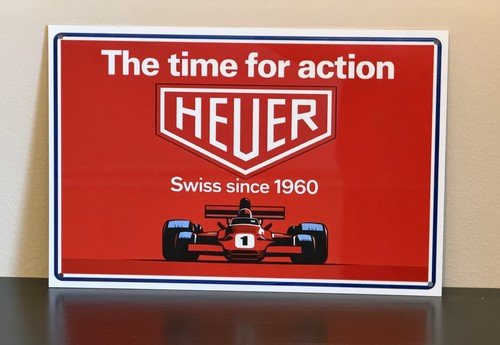 The time for action
HEUER
Swiss since 1960
1